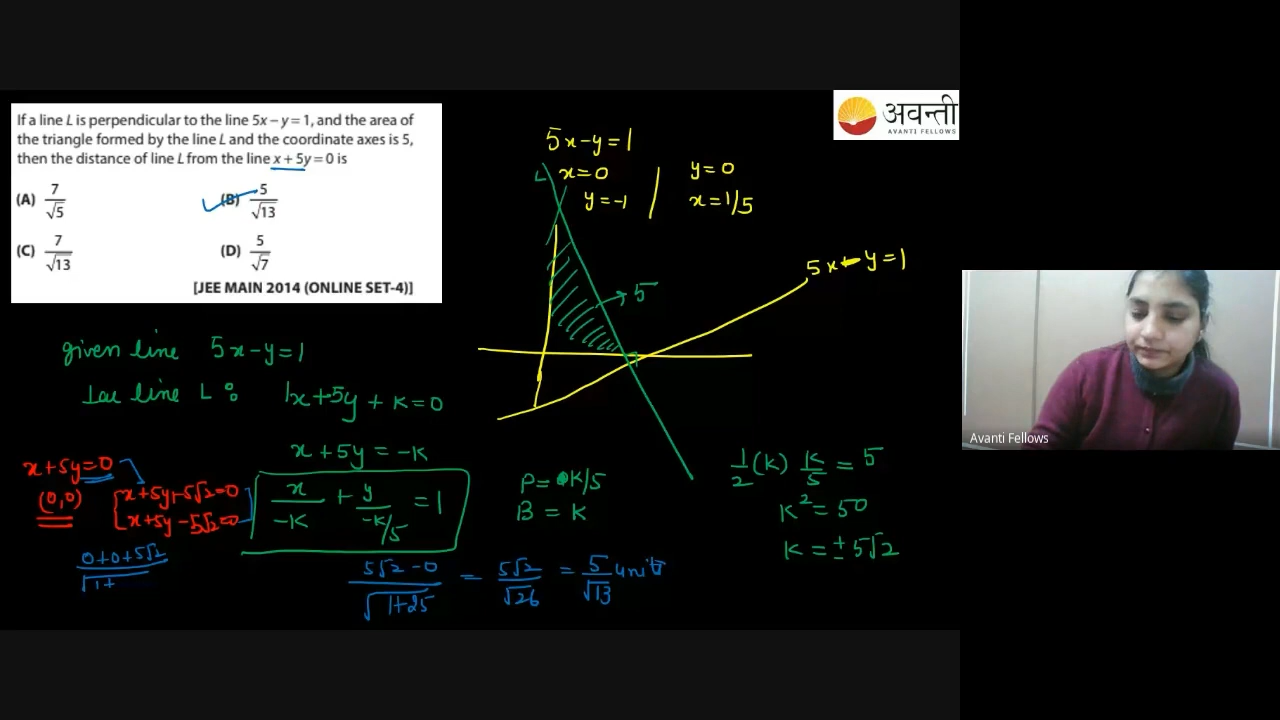 If a line L is perpendicular to the line 5x – y = 1, and the area of
the triangle formed by the line L and the coordinate axes is 5,
then the distance of line L from the line x + 5y = 0 is
(A) 7/√5 (B) 5/√13
(C) 7/√13 (D) 5/√7
[JEE MAIN 2014 (ONLINE SET-4)]
अवन्ती
AVANTI FELLOWS
5x-y=1
L x=0 y=0
y=-1 x=1/5
5x-y=1
5
given line 5x-y=1
⊥ar line L : 1x+5y+K=0
x+5y=-K
x/-K + y/-K/5 = 1
P= K/5
B = K
1/2 (K) K/5 = 5
K²=50
K = ±5√2
x+5y=0
(0,0) x+5y+5√2=0
x+5y-5√2=0
0+0+5√2/√1+
5√2-0/√1+25 = 5√2/√26 = 5/√13 units
Avanti Fellows